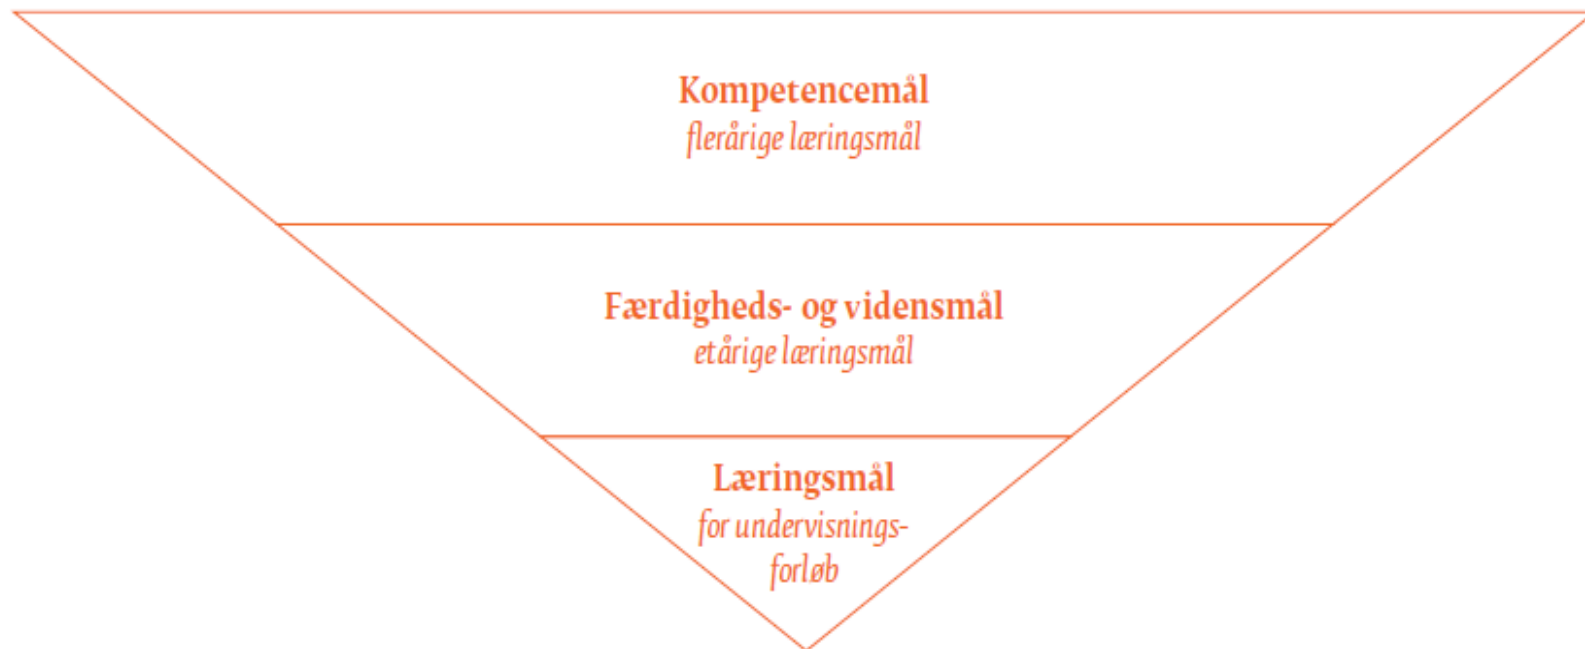 Kompetencemål
flerårige læringsmål
Færdigheds- og vidensmål
etårige læringsmål
Læringsmål
for undervisnings-
forløb